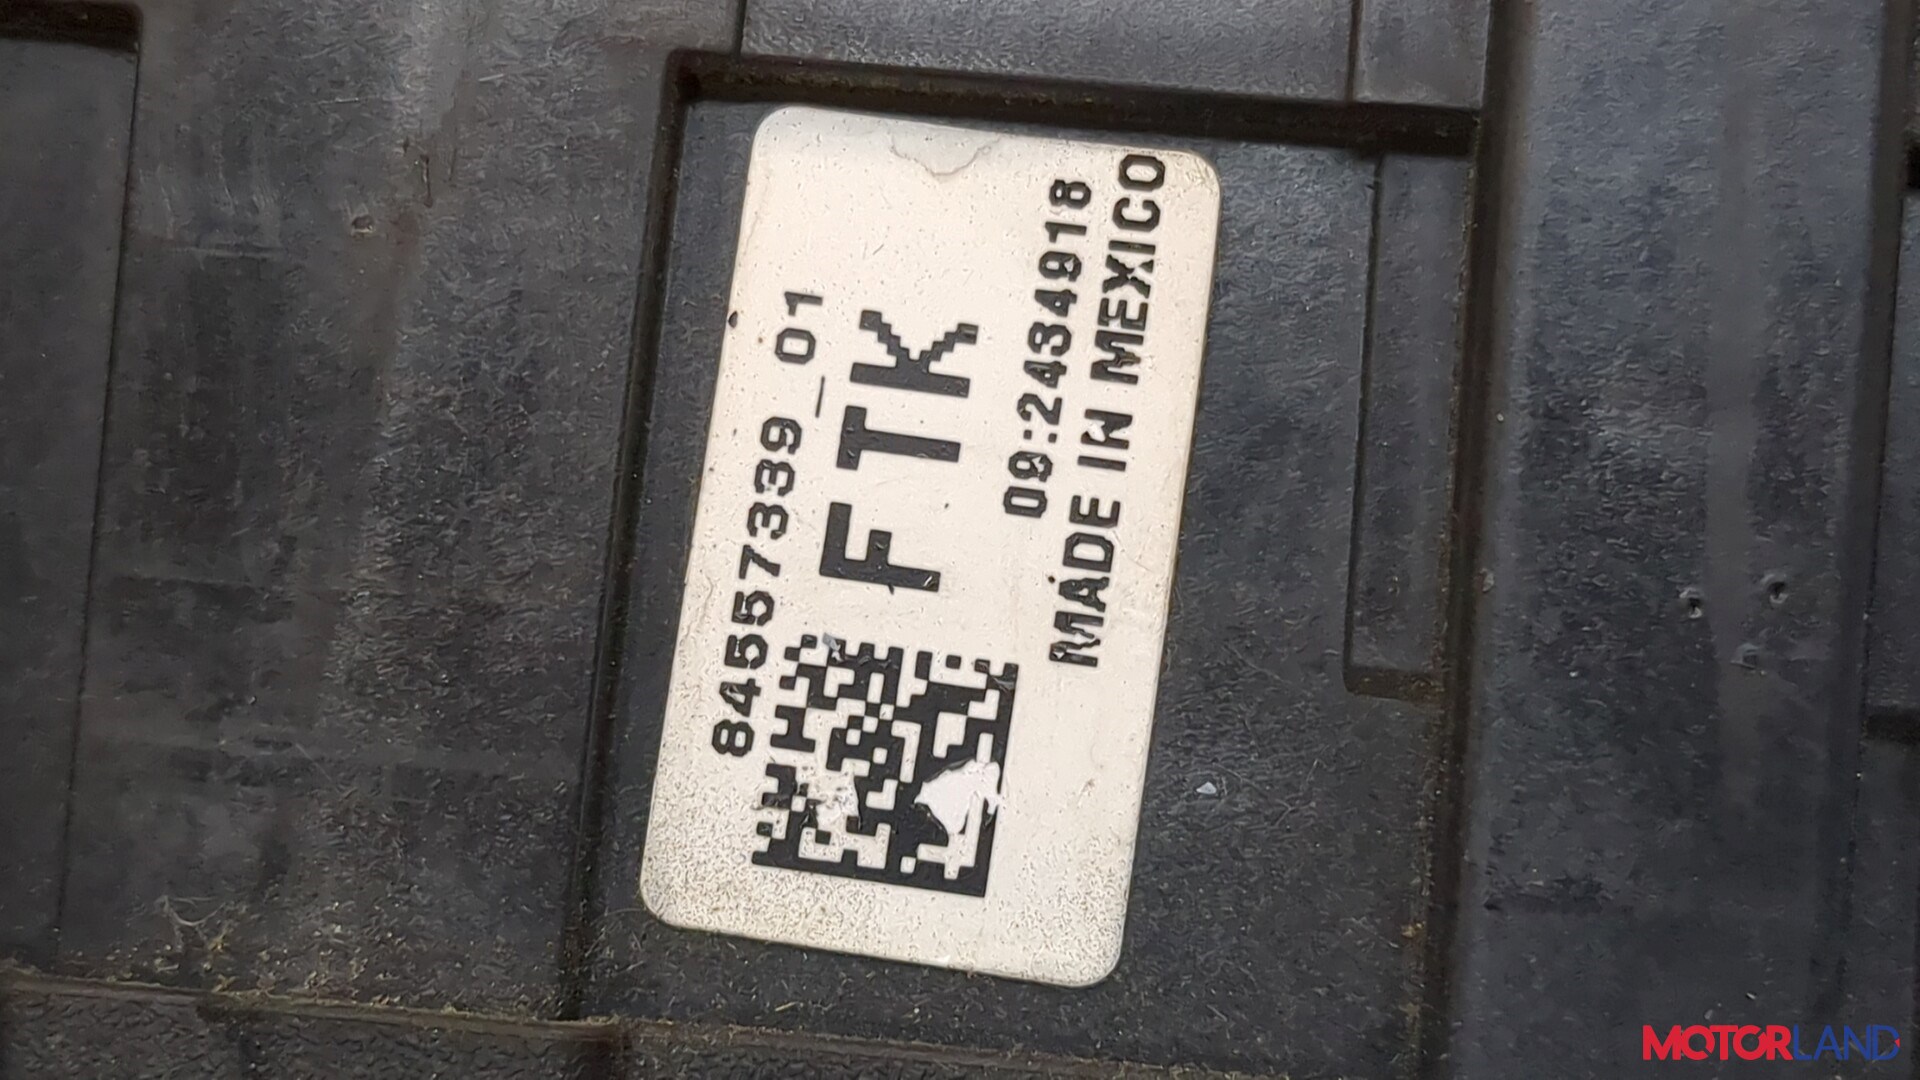 84557339_01
FTK
09:2434918
MADE IN MEXICO
MOTORLAND